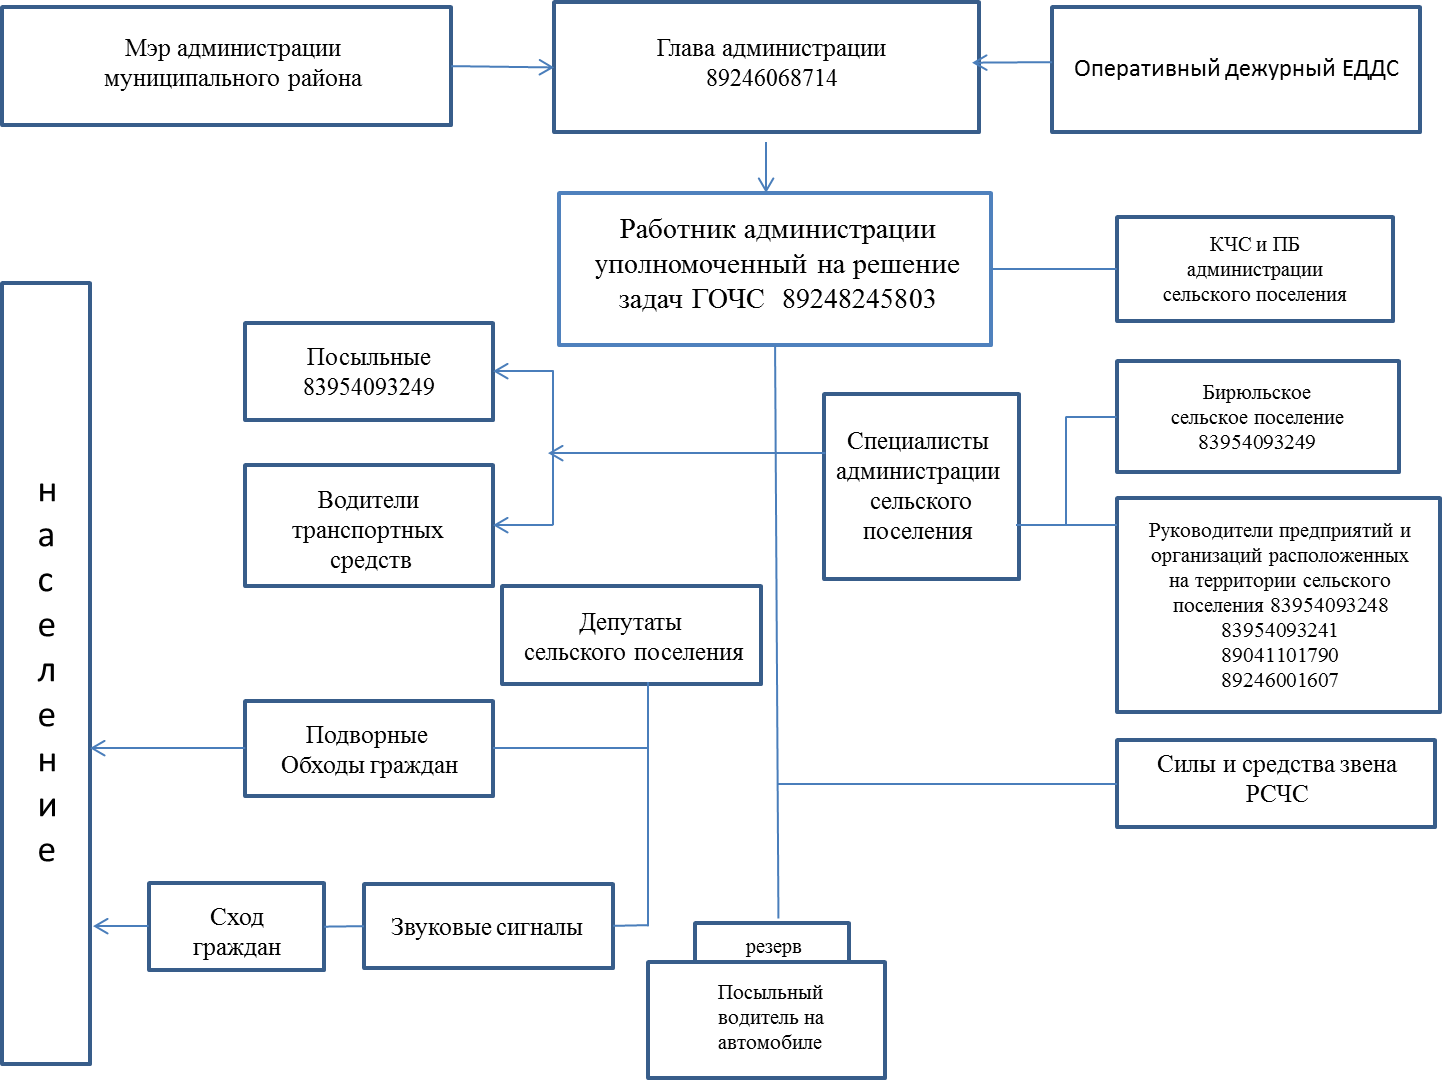 Мэр администрации
муниципального района
Глава администрации
89246068714
Оперативный дежурный ЕДДС
Работник администрации
уполномоченный на решение
задач ГОЧС 89248245803
КЧС и ПБ
администрации
сельского поселения
население
Посыльные
83954093249
Специалисты
администрации
сельского
поселения
Бирюльское
сельское поселение
83954093249
Водители
транспортных
средств
Руководители предприятий и
организаций расположенных
на территории сельского
поселения 83954093248
83954093241
89041101790
89246001607
Депутаты
сельского поселения
Подворные
Обходы граждан
Силы и средства звена
РСЧС
Сход
граждан
Звуковые сигналы
резерв
Посыльный
водитель на
автомобиле